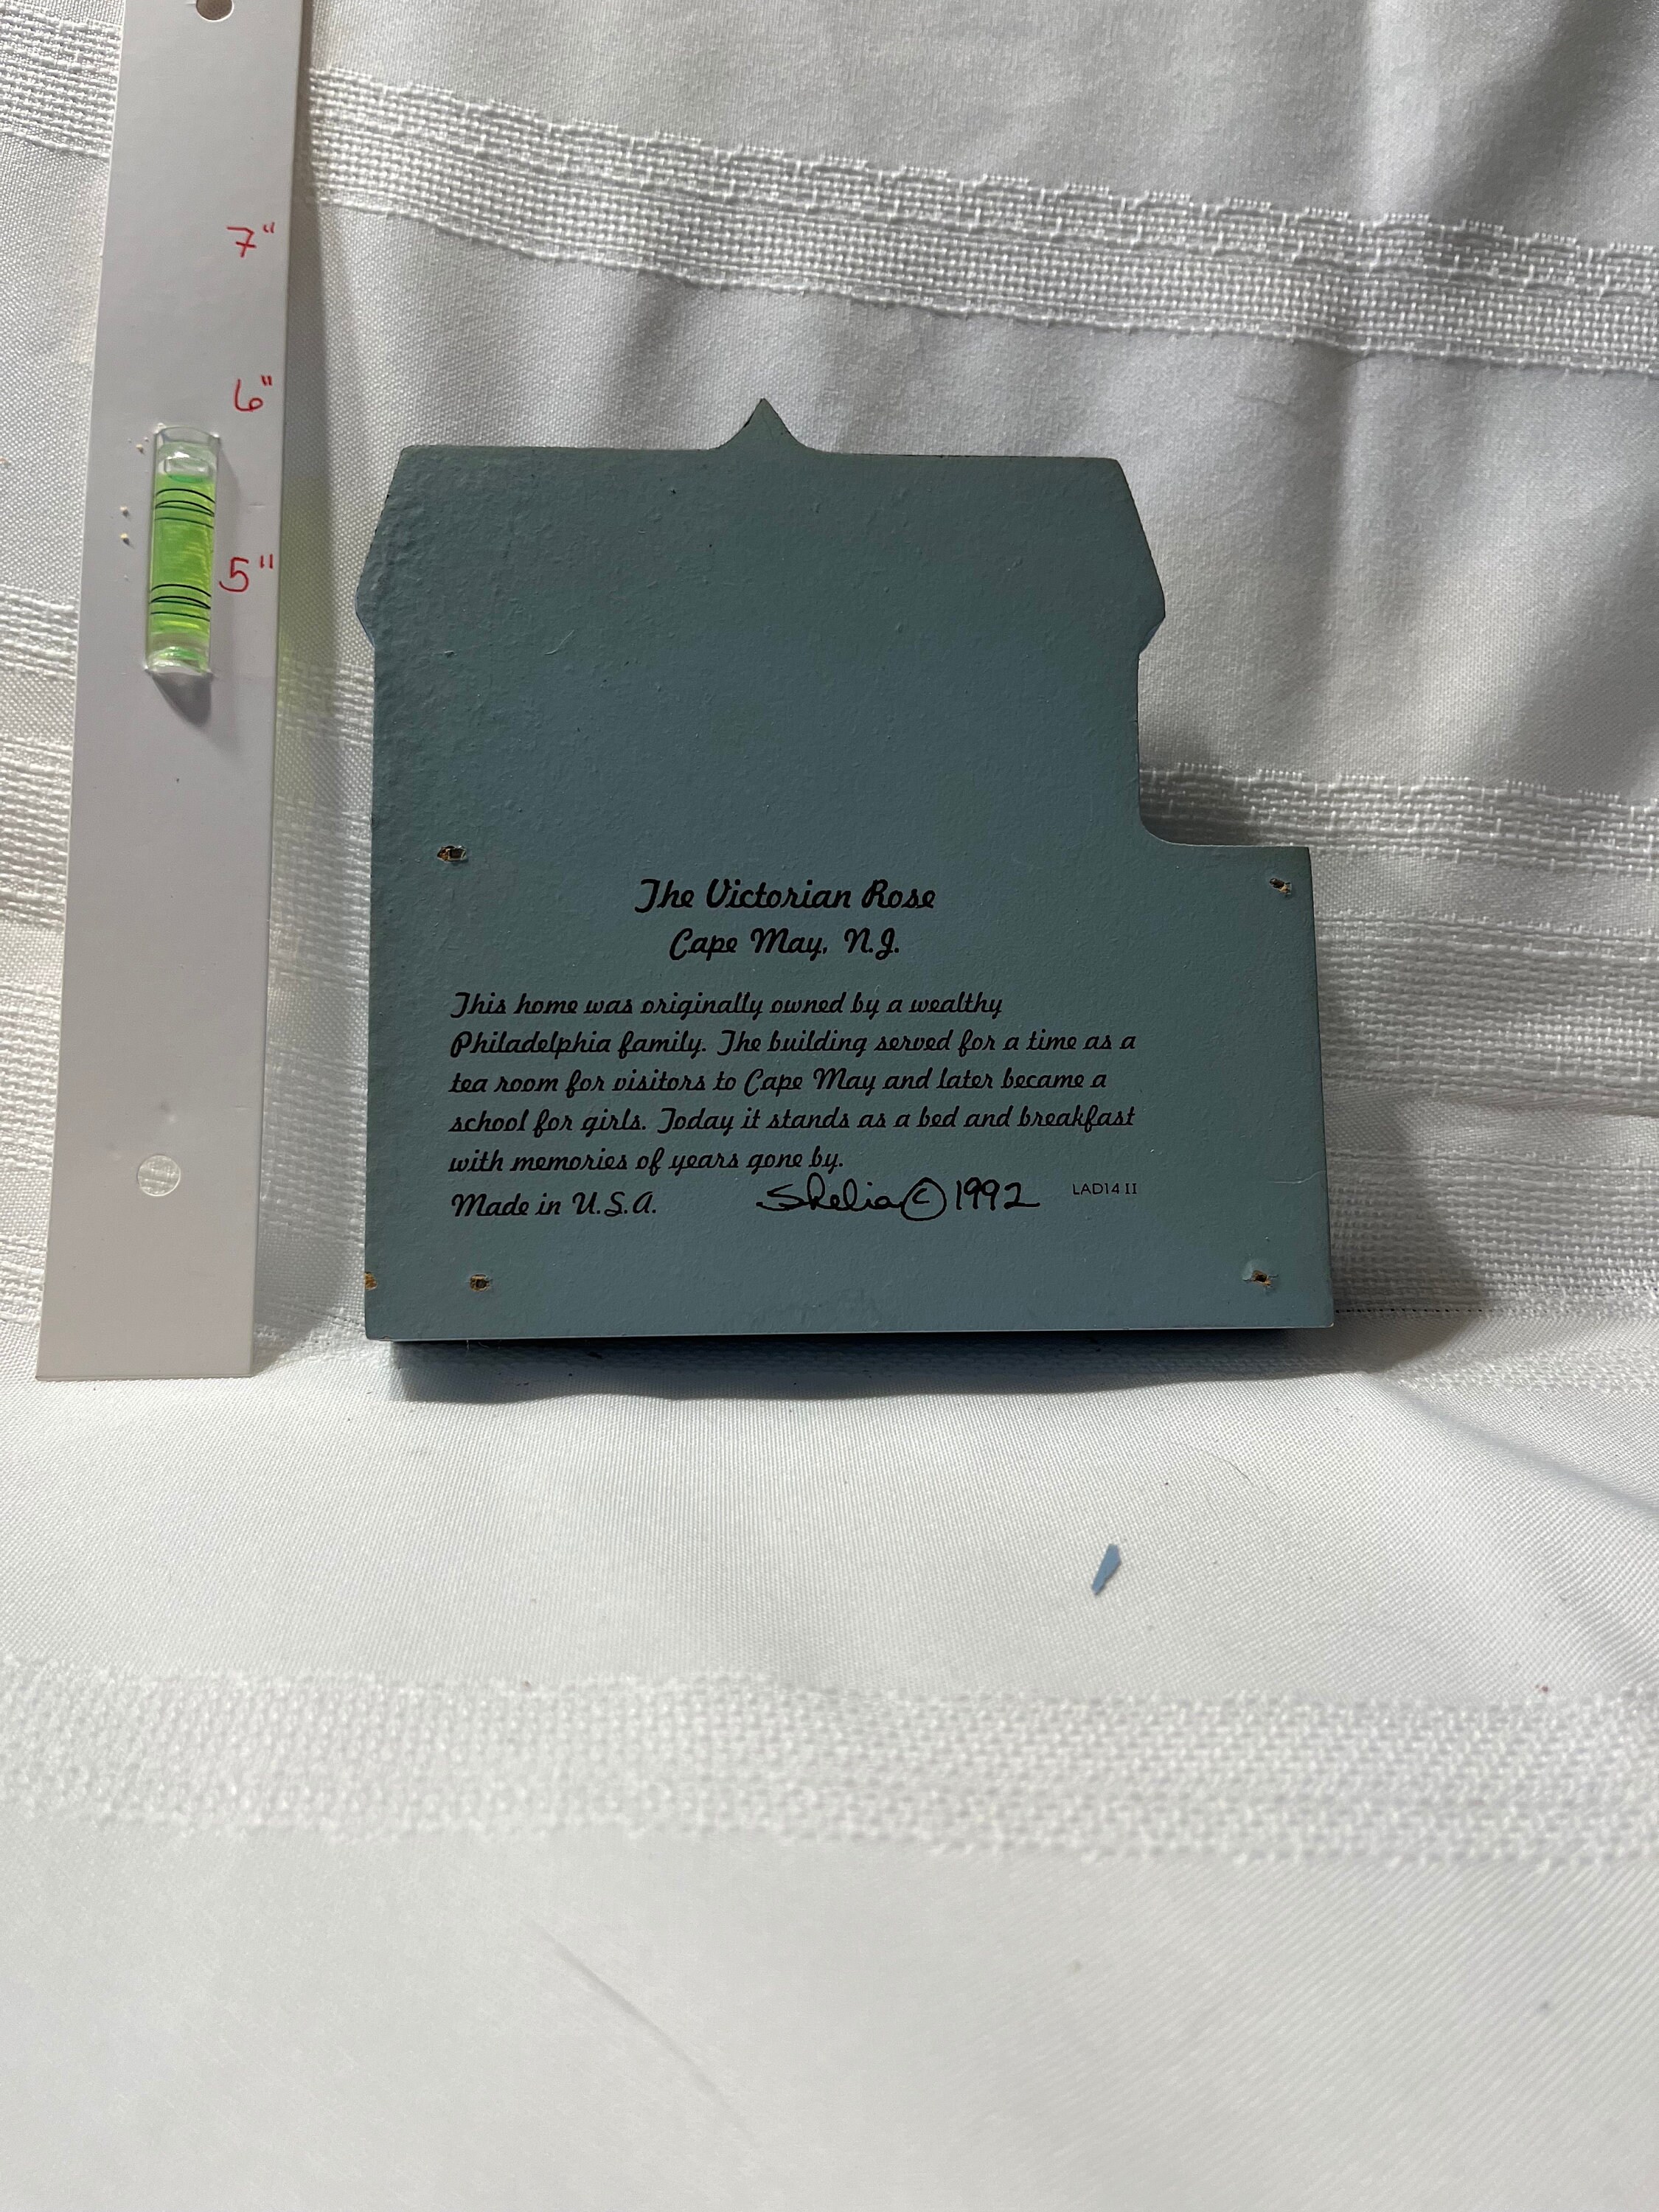 7"
6"
5"
The Victorian Rose
Cape May, N.J.
This home was originally owned by a wealthy
Philadelphia family. The building served for a time as a
tea room for visitors to Cape May and later became a
school for girls. Today it stands as a bed and breakfast
with memories of years gone by.
Made in U.S.A. Shelia © 1992 LAD14 II